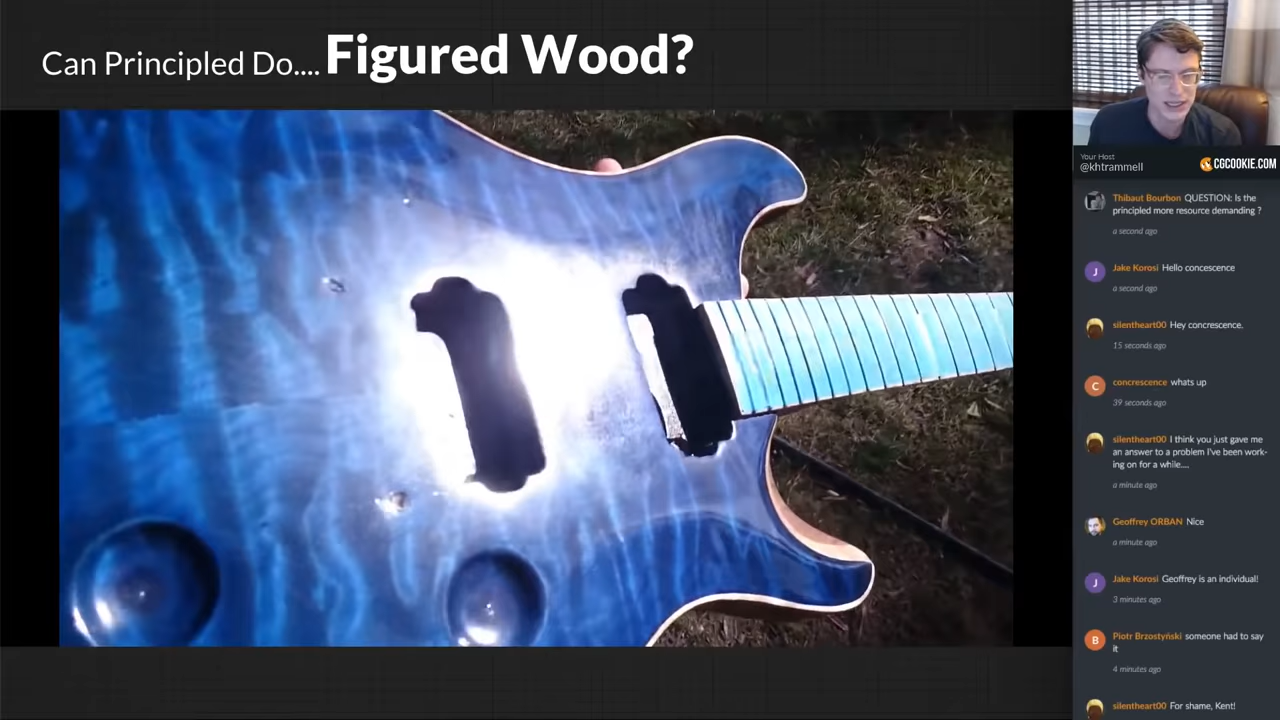 Can Principled Do.... Figured Wood?
Your Host
@khtrammell
CGCOOKIE.COM
Thibaut Bourbon QUESTION: Is the
principled more resource demanding ?
a second ago
J
Jake Korosi Hello concescence
a second ago
silentheart00 Hey concrescence.
15 seconds ago
C
concrescence whats up
39 seconds ago
silentheart00 I think you just gave me
an answer to a problem I've been work-
ing on for a while....
a minute ago
Geoffrey ORBAN Nice
a minute ago
J
Jake Korosi Geoffrey is an individual!
3 minutes ago
B
Piotr Brzostyński someone had to say
it
4 minutes ago
silentheart00 For shame, Kent!